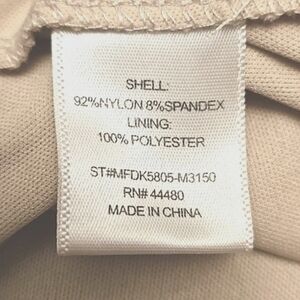 SHELL:
92%NYLON 8%SPANDEX
LINING:
100% POLYESTER
ST#MFDK5805-M3150
RN# 44480
MADE IN CHINA